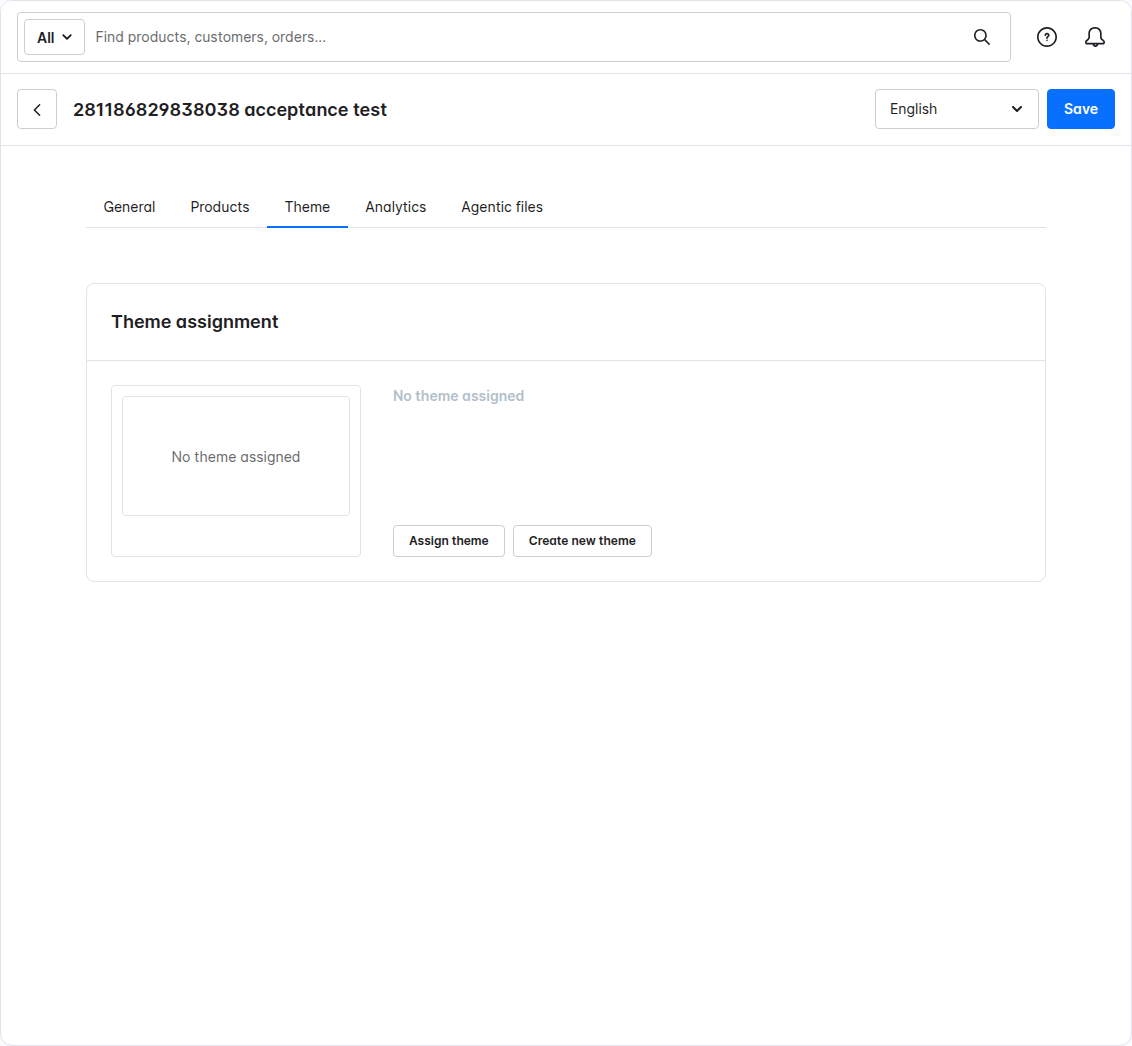 All
Find products, customers, orders...
281186829838038 acceptance test
English
Save
General
Products
Theme
Analytics
Agentic files
Theme assignment
No theme assigned
No theme assigned
Assign theme
Create new theme